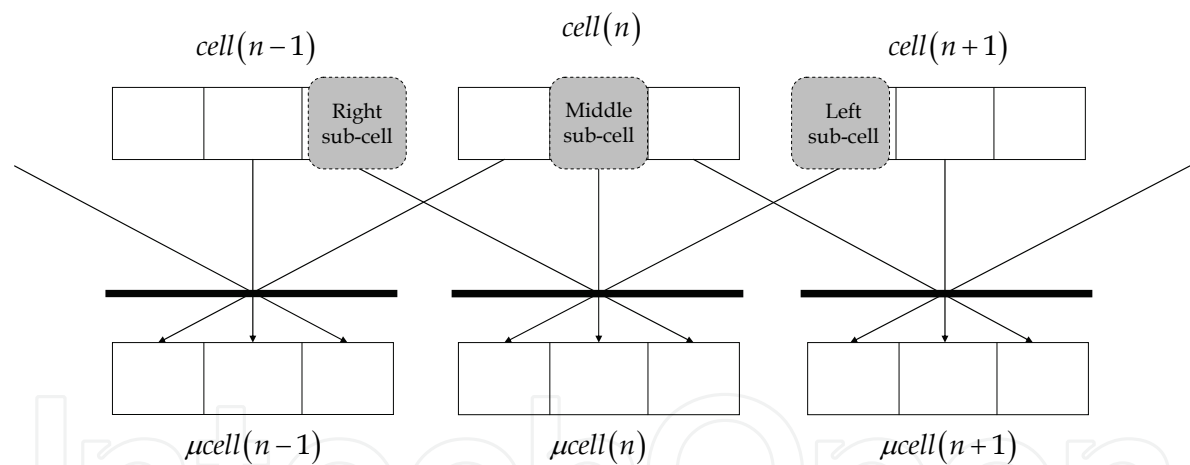 cell(n)
cell(n−1)
cell(n+1)
Right
sub-cell
Middle
sub-cell
Left
sub-cell
μcell(n−1)
μcell(n)
μcell(n+1)
IntechOpen